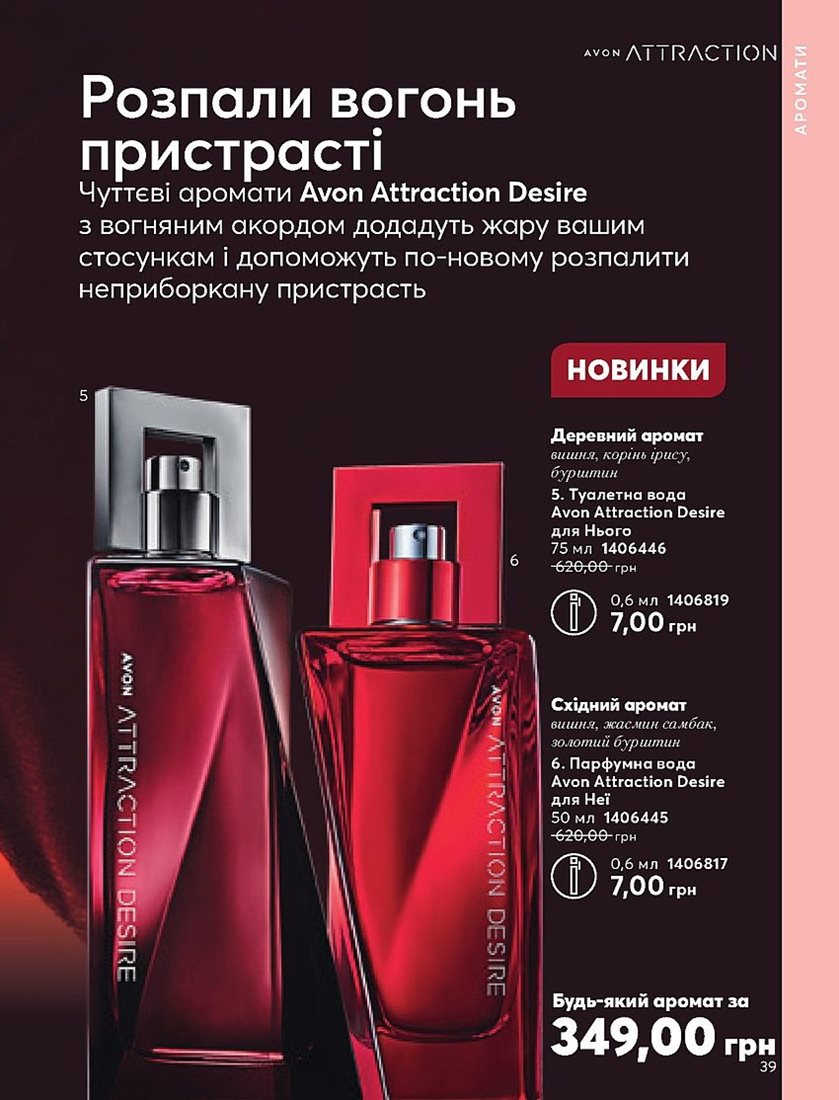 AVON ATTRACTION
АРОМАТИ
Розпали вогонь
пристрасті
Чуттєві аромати Avon Attraction Desire
з вогняним акордом додадуть жару вашим
стосункам і допоможуть по-новому розпалити
неприборкану пристрасть
НОВИНКИ
5
Деревний аромат
вишня, корінь ірису,
бурштин
5. Туалетна вода
Avon Attraction Desire
для Нього
75 мл 1406446
620,00 грн
0,6 мл 1406819
7,00 грн
6
Східний аромат
вишня, жасмин самбак,
золотий бурштин
6. Парфумна вода
Avon Attraction Desire
для Неї
50 мл 1406445
620,00 грн
0,6 мл 1406817
7,00 грн
AVON ATTRACTION DESIRE
AVON ATTRACTION DESIRE
Будь-який аромат за
349,00 грн
39